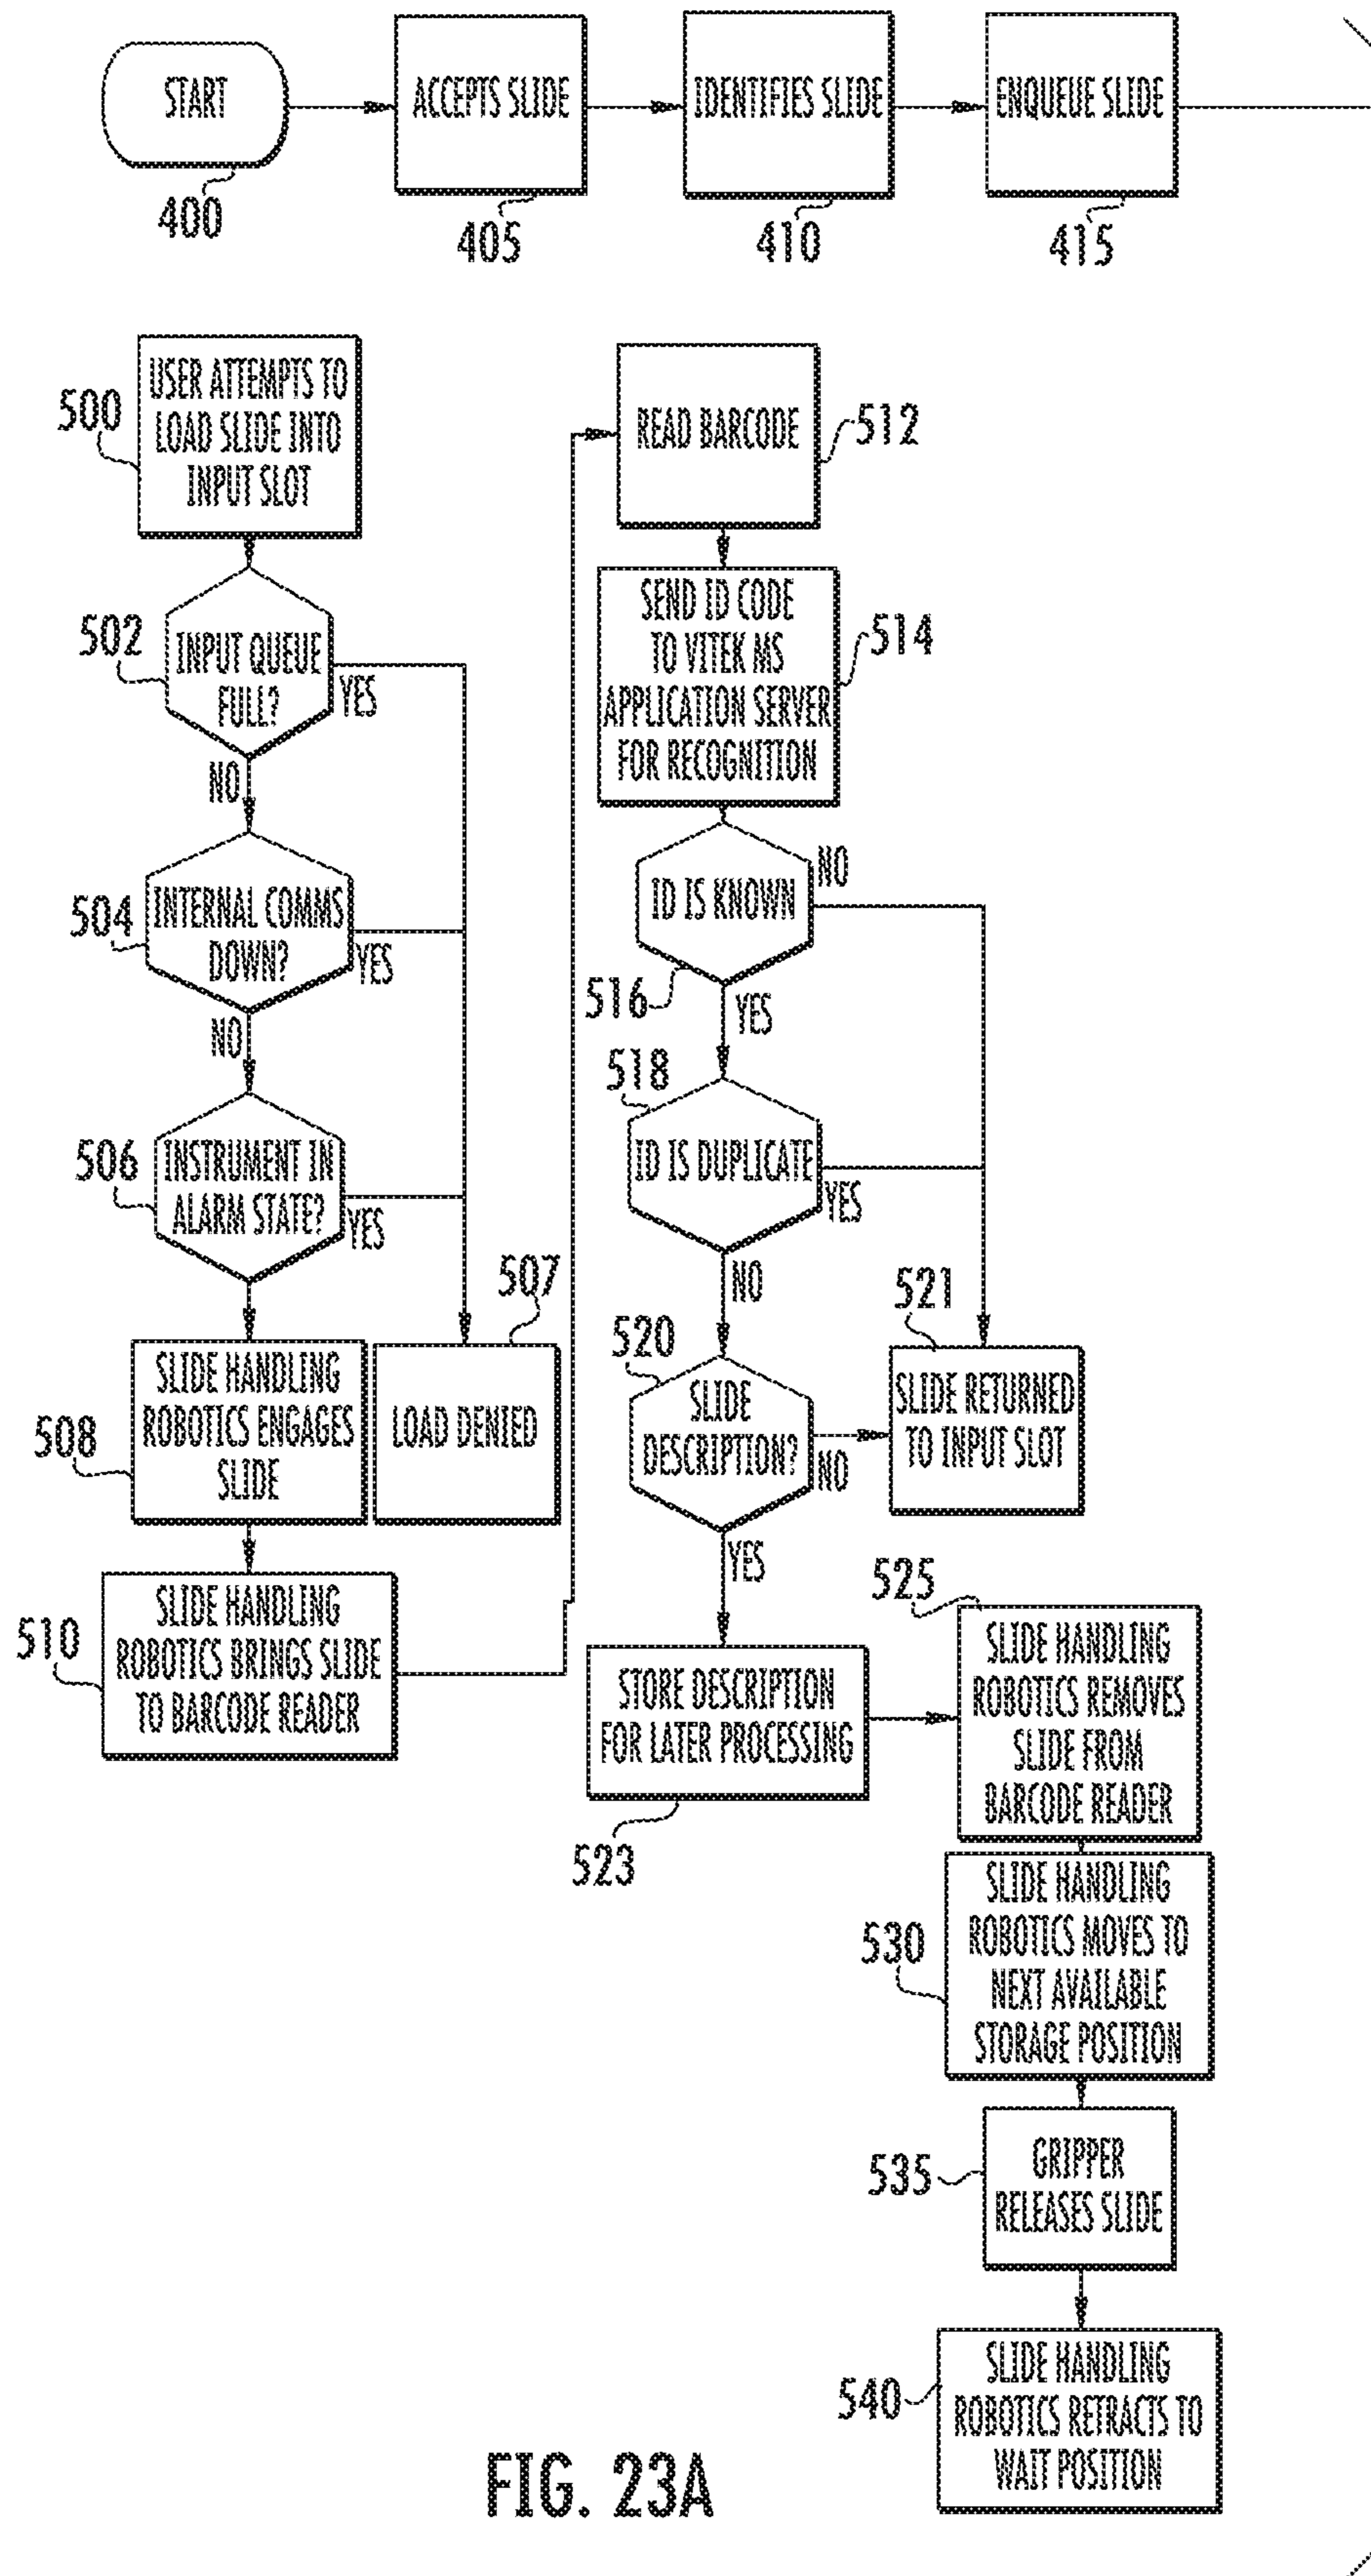 START
ACCEPTS SLIDE
IDENTIFIES SLIDE
ENQUEUE SLIDE
400
405
410
415
500
USER ATTEMPTS TO
LOAD SLIDE INTO
INPUT SLOT
502
INPUT QUEUE
FULL?
YES
NO
504
INTERNAL COMMS
DOWN?
YES
NO
506
INSTRUMENT IN
ALARM STATE?
YES
507
LOAD DENIED
508
SLIDE HANDLING
ROBOTICS ENGAGES
SLIDE
510
SLIDE HANDLING
ROBOTICS BRINGS SLIDE
TO BARCODE READER
READ BARCODE
512
SEND ID CODE
TO VITEK MS
APPLICATION SERVER
FOR RECOGNITION
514
ID IS KNOWN
NO
516
YES
518
ID IS DUPLICATE
YES
NO
520
SLIDE
DESCRIPTION?
NO
521
SLIDE RETURNED
TO INPUT SLOT
YES
STORE DESCRIPTION
FOR LATER PROCESSING
523
525
SLIDE HANDLING
ROBOTICS REMOVES
SLIDE FROM
BARCODE READER
530
SLIDE HANDLING
ROBOTICS MOVES TO
NEXT AVAILABLE
STORAGE POSITION
535
GRIPPER
RELEASES SLIDE
540
SLIDE HANDLING
ROBOTICS RETRACTS TO
WAIT POSITION
FIG. 23A